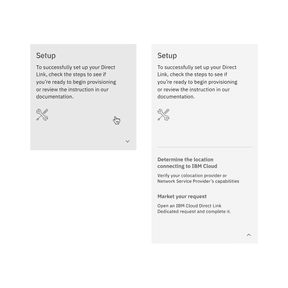 Setup
To successfully set up your Direct
Link, check the steps to see if
you're ready to begin provisioning
or review the instruction in our
documentation.
Setup
To successfully set up your Direct
Link, check the steps to see if
you're ready to begin provisioning
or review the instruction in our
documentation.
Determine the location
connecting to IBM Cloud
Verify your colocation provider or
Network Service Provider's capabilities
Market your request
Open an IBM Cloud Direct Link
Dedicated request and complete it.